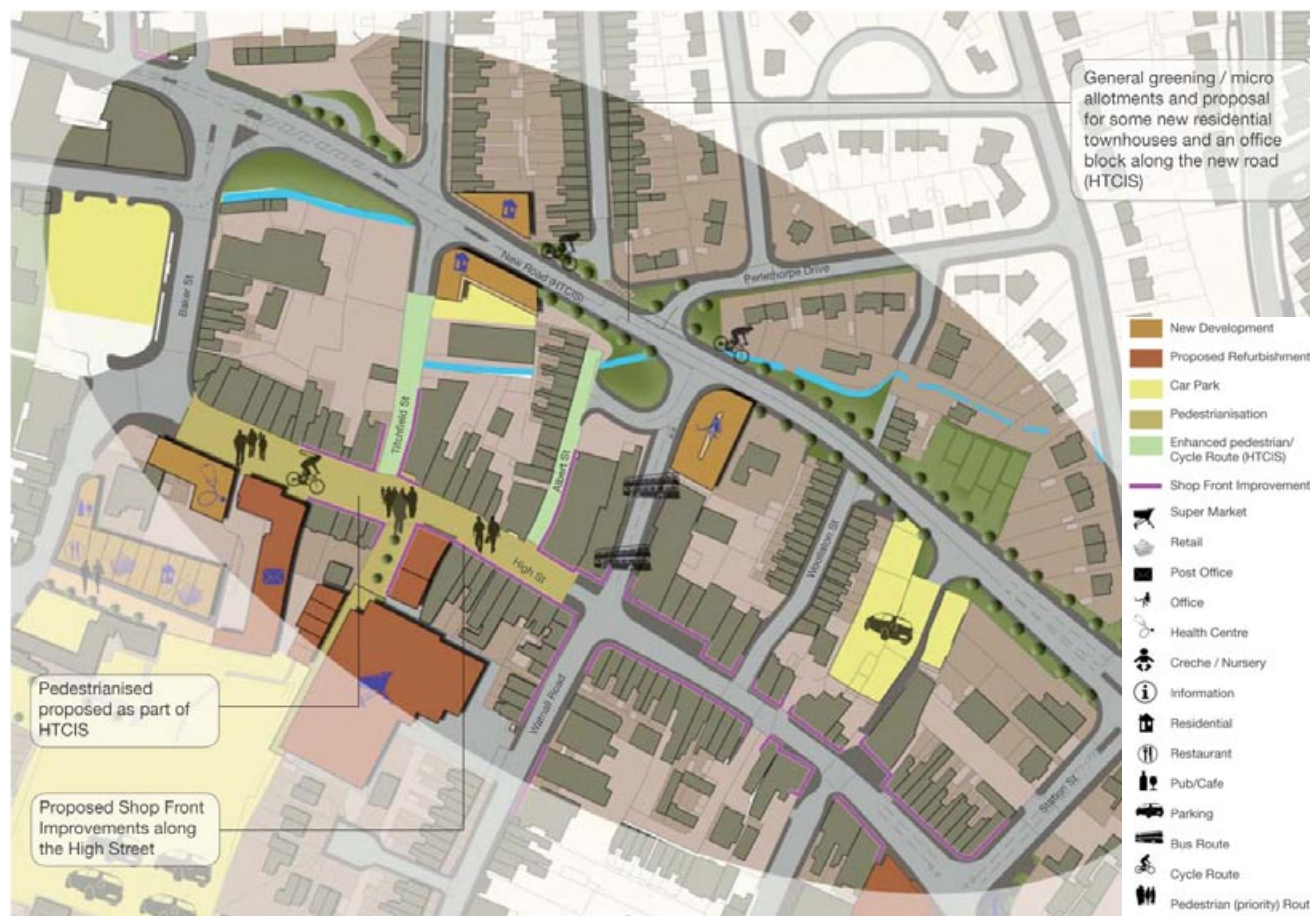 General greening / micro
allotments and proposal
for some new residential
townhouses and an office
block along the new road
(HTCIS)
New Road (HTCIS)
Perlethorpe Drive
Baker St
Titchfield St
Albert St
High St
Woolston St
Watnall Road
Station St
Pedestrianised
proposed as part of
HTCIS
Proposed Shop Front
Improvements along
the High Street
New Development
Proposed Refurbishment
Car Park
Pedestrianisation
Enhanced pedestrian/
Cycle Route (HTCIS)
Shop Front Improvement
Super Market
Retail
Post Office
Office
Health Centre
Creche / Nursery
Information
Residential
Restaurant
Pub/Cafe
Parking
Bus Route
Cycle Route
Pedestrian (priority) Rout